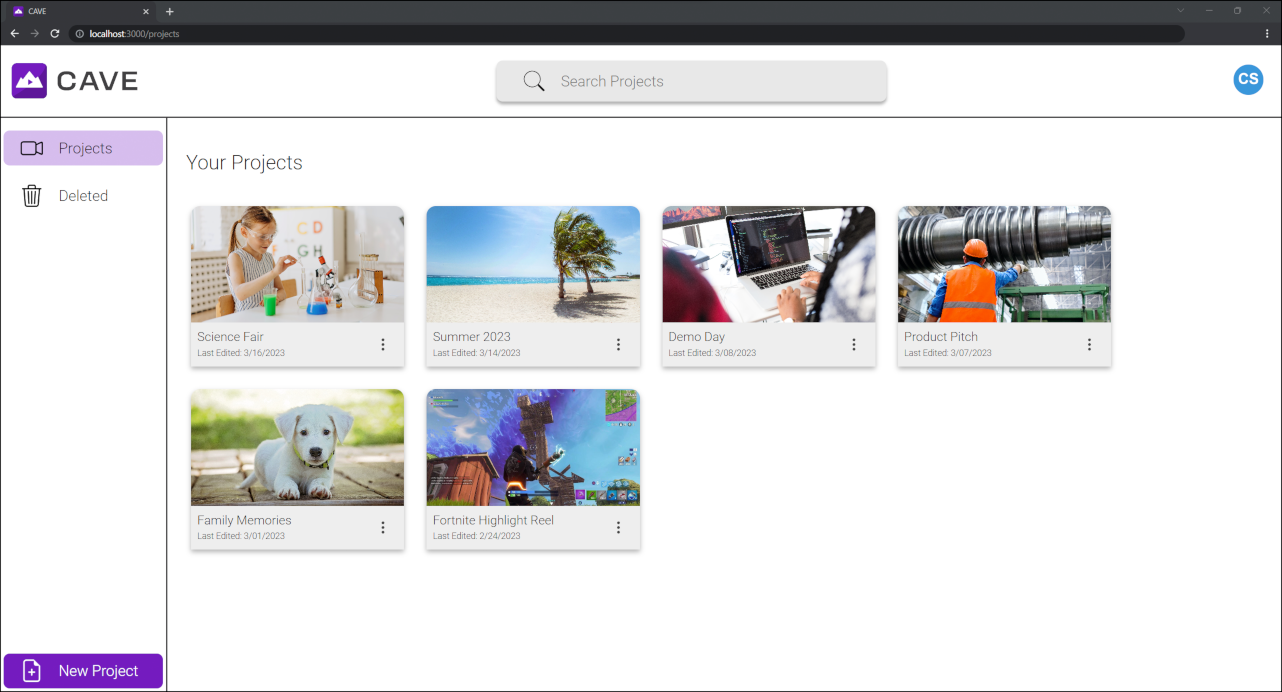 CAVE
localhost:3000/projects
CAVE
Search Projects
CS
Projects
Deleted
Your Projects
C D
G H
Science Fair
Last Edited: 3/16/2023
Summer 2023
Last Edited: 3/14/2023
Demo Day
Last Edited: 3/08/2023
Product Pitch
Last Edited: 3/07/2023
Family Memories
Last Edited: 3/01/2023
Fortnite Highlight Reel
Last Edited: 2/24/2023
New Project